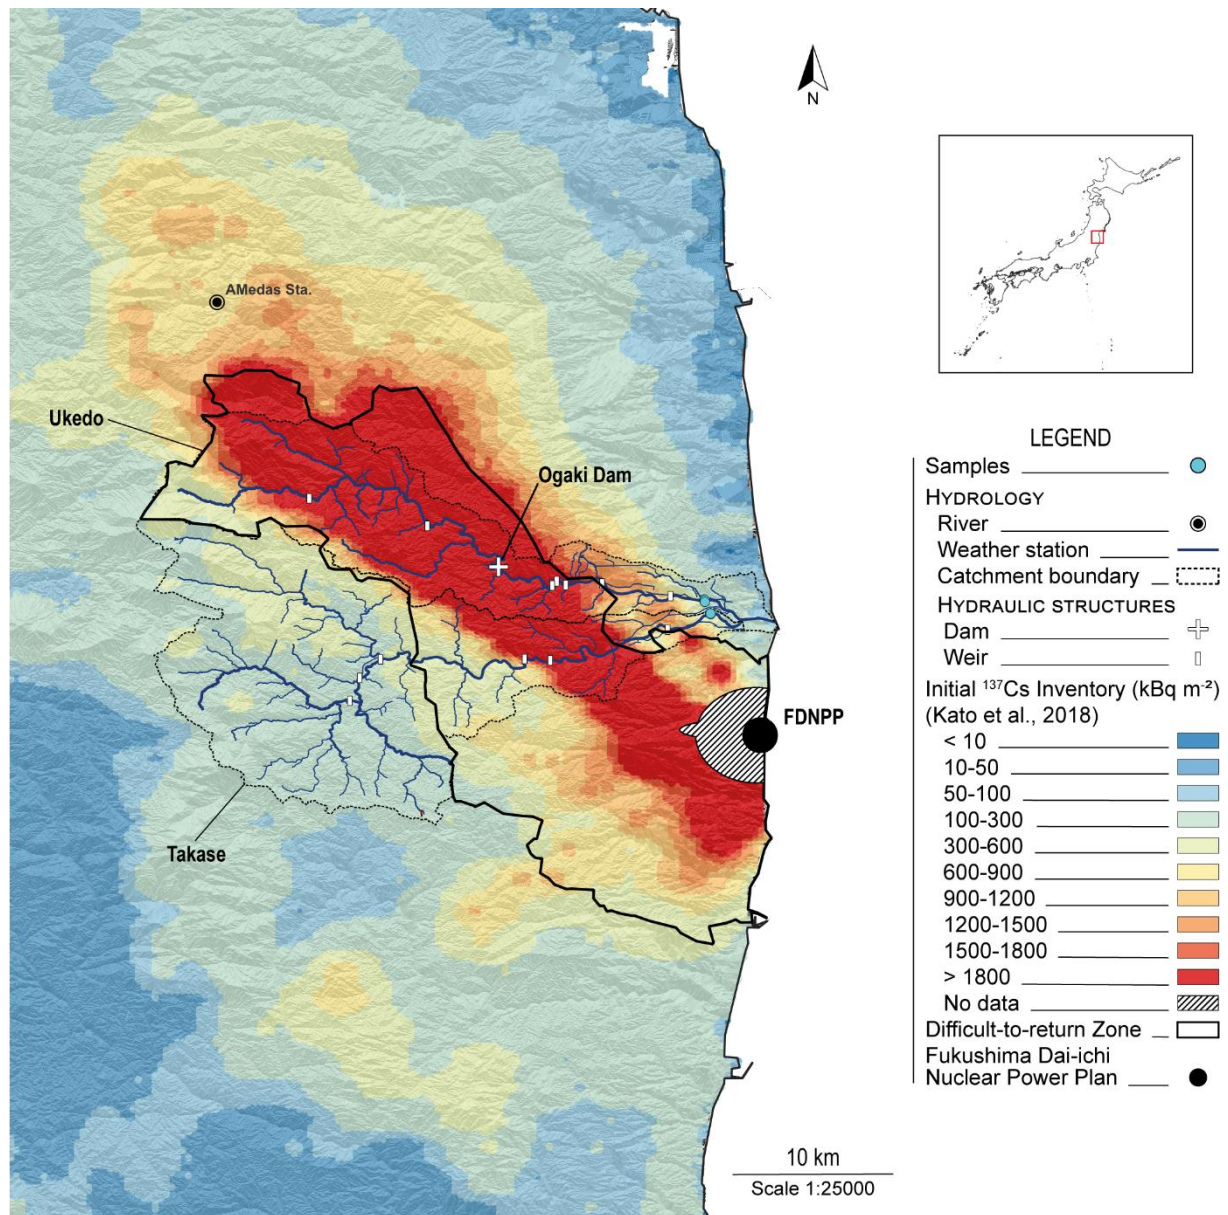 N
AMedas Sta.
Ukedo
Ogaki Dam
FDNPP
Takase
10 km
Scale 1:25000
LEGEND
Samples
HYDROLOGY
River
Weather station
Catchment boundary
HYDRAULIC STRUCTURES
Dam
Weir
Initial ¹³⁷Cs Inventory (kBq m⁻²)
(Kato et al., 2018)
< 10
10-50
50-100
100-300
300-600
600-900
900-1200
1200-1500
1500-1800
> 1800
No data
Difficult-to-return Zone
Fukushima Dai-ichi
Nuclear Power Plan